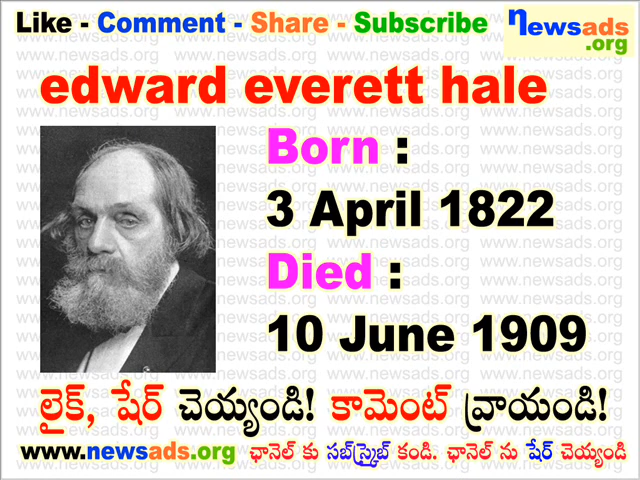 Like - Comment - Share - Subscribe
newsads
.org
edward everett hale
Born :
3 April 1822
Died :
10 June 1909
లైక్, షేర్ చెయ్యండి! కామెంట్ వ్రాయండి!
www.newsads.org ఛానెల్ కు సబ్‌స్క్రైబ్ కండి. ఛానెల్ ను షేర్ చెయ్యండి